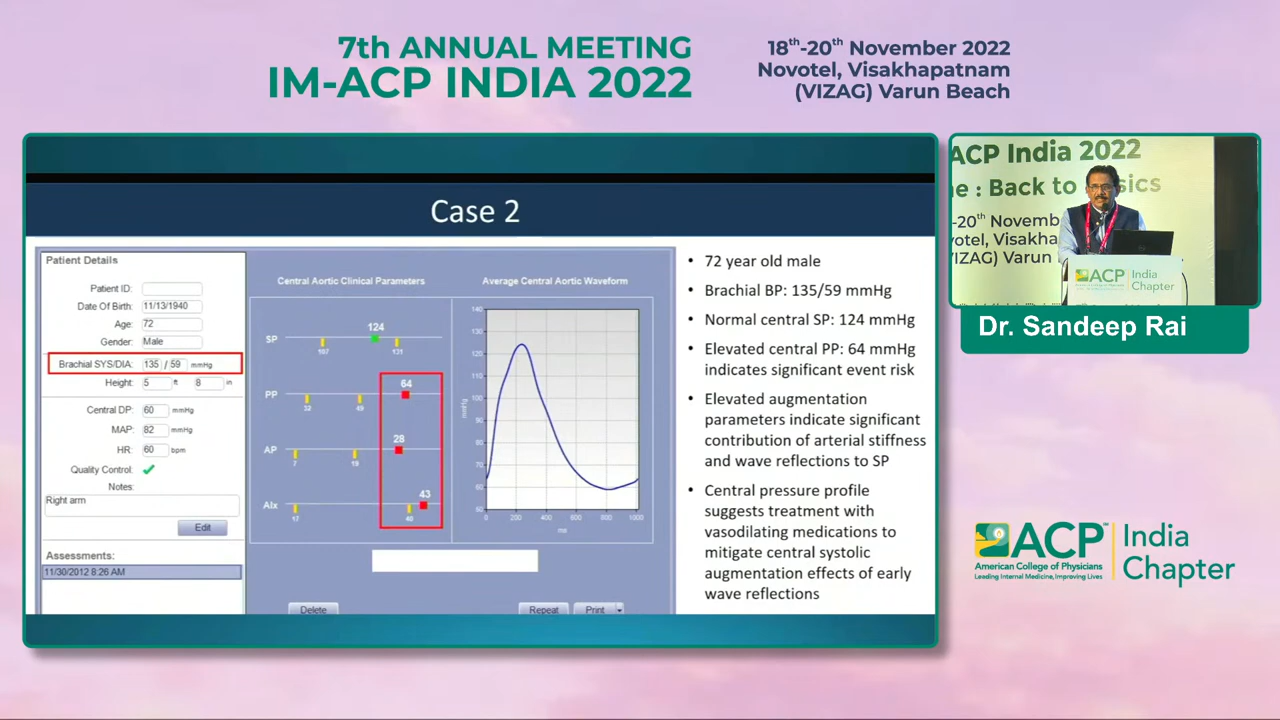 7th ANNUAL MEETING
IM-ACP INDIA 2022
18th-20th November 2022
Novotel, Visakhapatnam
(VIZAG) Varun Beach
Case 2
Patient Details
Patient ID:
Date Of Birth: 11/13/1940
Age: 72
Gender: Male
Brachial SYS/DIA: 135 / 59 mmHg
Height: 5 ft 8 in
Central DP: 60 mmHg
MAP: 82 mmHg
HR: 60 bpm
Quality Control:
Notes:
Right arm
Edit
Assessments:
11/30/2012 8:26 AM
Central Aortic Clinical Parameters
SP 124
107 131
PP 64
32 49
AP 28
7 19
AIx 43
17 40
Delete
Average Central Aortic Waveform
140
130
120
110
100
90
80
70
60
50
mmHg
0 200 400 600 800 1000
ms
Repeat Print
• 72 year old male
• Brachial BP: 135/59 mmHg
• Normal central SP: 124 mmHg
• Elevated central PP: 64 mmHg
indicates significant event risk
• Elevated augmentation
parameters indicate significant
contribution of arterial stiffness
and wave reflections to SP
• Central pressure profile
suggests treatment with
vasodilating medications to
mitigate central systolic
augmentation effects of early
wave reflections
ACP India 2022
: Back to
-20th Novemb
VIZAG) Varun
ACP India
Chapter
Dr. Sandeep Rai
ACP
American College of Physicians
Leading Internal Medicine, Improving Lives
India
Chapter